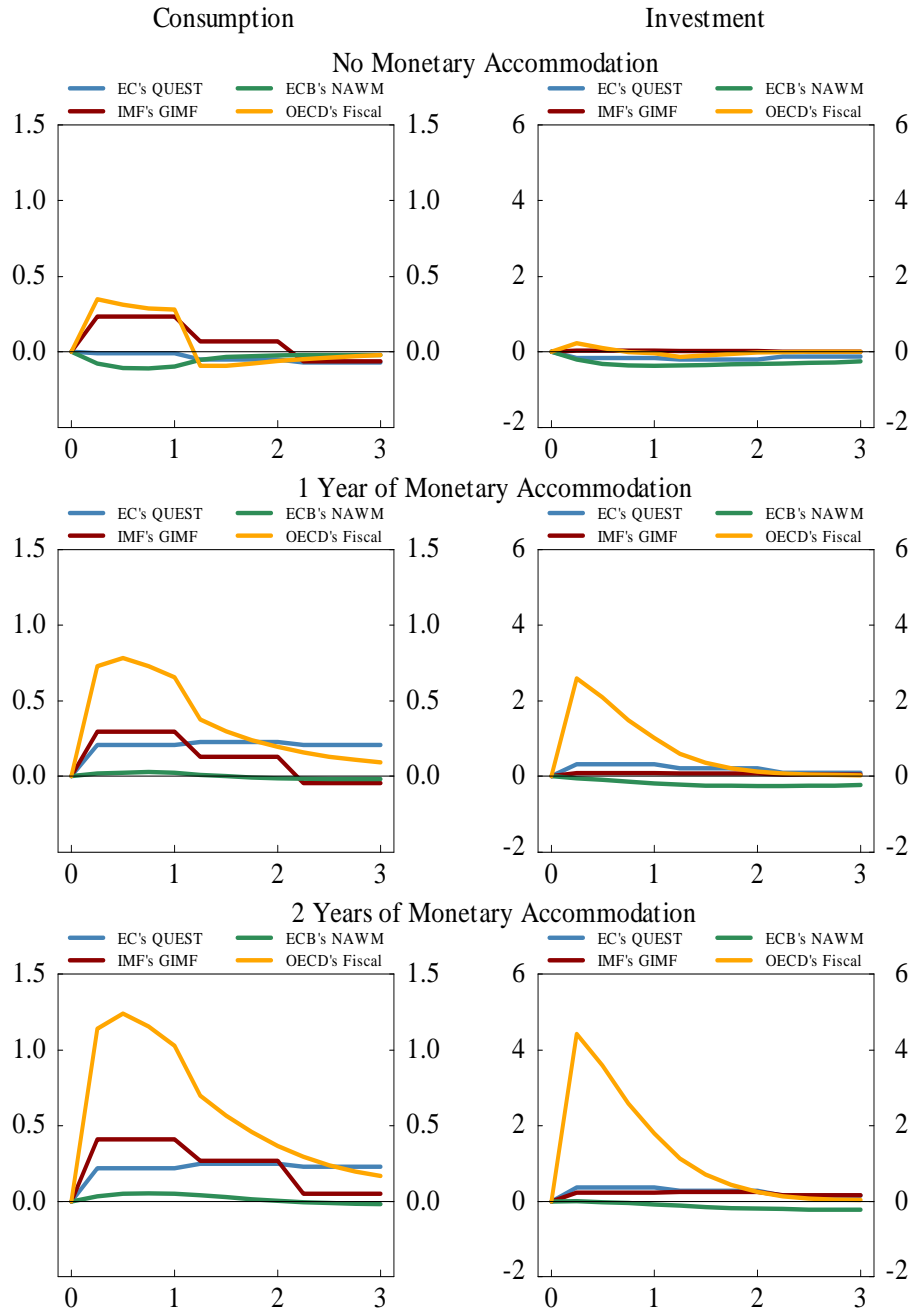 Consumption Investment
No Monetary Accommodation
EC's QUEST ECB's NAWM EC's QUEST ECB's NAWM
IMF's GIMF OECD's Fiscal IMF's GIMF OECD's Fiscal
1.5 1.5 6 6
1.0 1.0 4 4
0.5 0.5 2 2
0.0 0.0 0 0
-2 -2
0 1 2 3 0 1 2 3
1 Year of Monetary Accommodation
EC's QUEST ECB's NAWM EC's QUEST ECB's NAWM
IMF's GIMF OECD's Fiscal IMF's GIMF OECD's Fiscal
1.5 1.5 6 6
1.0 1.0 4 4
0.5 0.5 2 2
0.0 0.0 0 0
-2 -2
0 1 2 3 0 1 2 3
2 Years of Monetary Accommodation
EC's QUEST ECB's NAWM EC's QUEST ECB's NAWM
IMF's GIMF OECD's Fiscal IMF's GIMF OECD's Fiscal
1.5 1.5 6 6
1.0 1.0 4 4
0.5 0.5 2 2
0.0 0.0 0 0
-2 -2
0 1 2 3 0 1 2 3